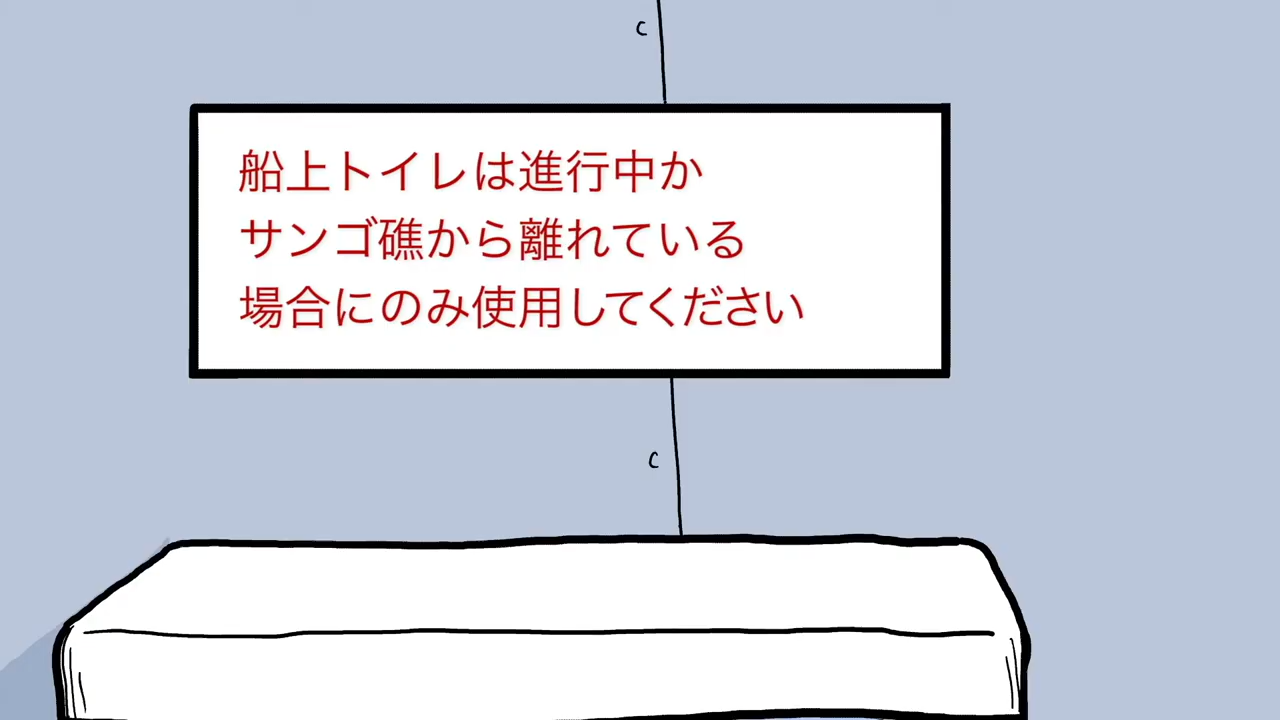 船上トイレは進行中か
サンゴ礁から離れている
場合にのみ使用してください